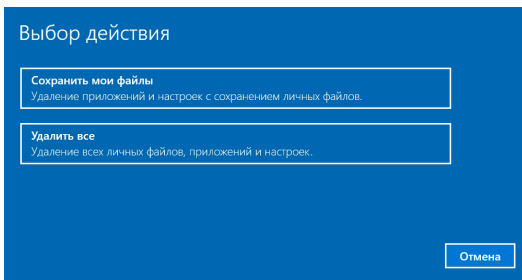 Выбор действия
Сохранить мои файлы
Удаление приложений и настроек с сохранением личных файлов.
Удалить все
Удаление всех личных файлов, приложений и настроек.
Отмена